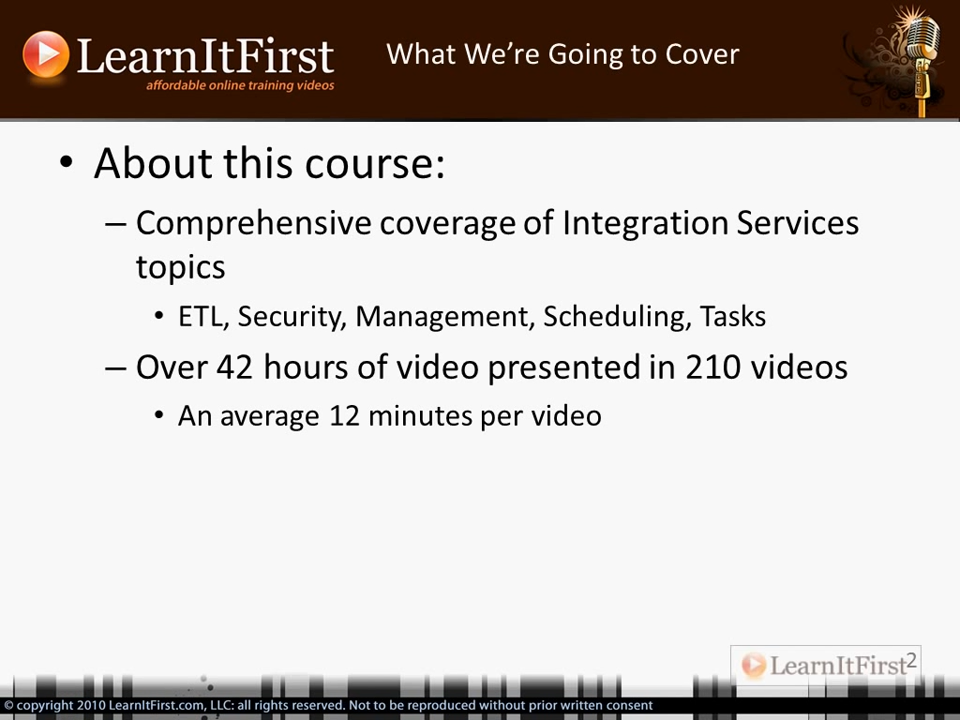 LearnItFirst
affordable online training videos
What We're Going to Cover
• About this course:
– Comprehensive coverage of Integration Services
topics
• ETL, Security, Management, Scheduling, Tasks
– Over 42 hours of video presented in 210 videos
• An average 12 minutes per video
LearnItFirst
2
© copyright 2010 LearnItFirst.com, LLC: all rights reserved. Not to be reproduced without prior written consent